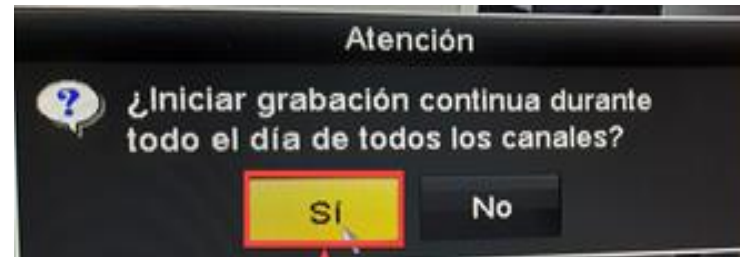 Atención
¿Iniciar grabación continua durante
todo el día de todos los canales?
Sí
No